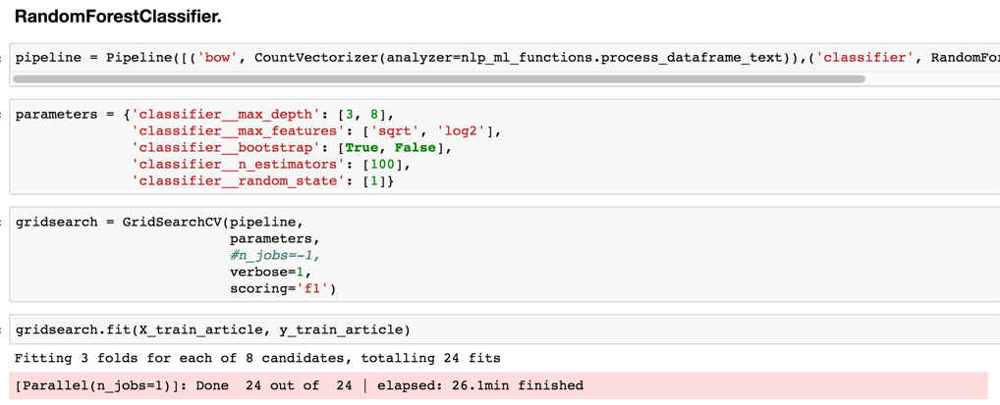 RandomForestClassifier.
pipeline = Pipeline([('bow', CountVectorizer(analyzer=nlp_ml_functions.process_dataframe_text)),('classifier', RandomFor
parameters = {'classifier__max_depth': [3, 8],
'classifier__max_features': ['sqrt', 'log2'],
'classifier__bootstrap': [True, False],
'classifier__n_estimators': [100],
'classifier__random_state': [1]}
gridsearch = GridSearchCV(pipeline,
parameters,
#n_jobs=-1,
verbose=1,
scoring='f1')
gridsearch.fit(X_train_article, y_train_article)
Fitting 3 folds for each of 8 candidates, totalling 24 fits
[Parallel(n_jobs=1)]: Done  24 out of  24 | elapsed: 26.1min finished